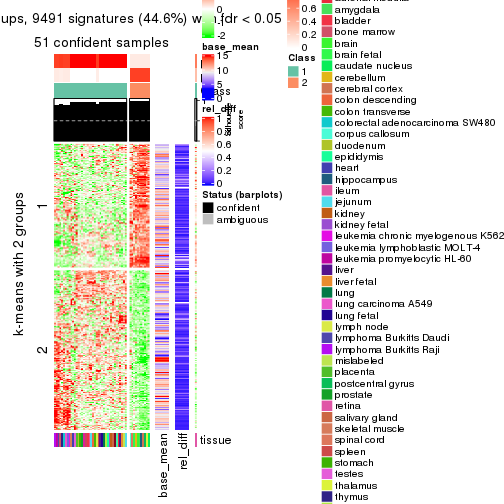 ups, 9491 signatures (44.6%) w fdr < 0.05
51 confident samples
1
2
k-means with 2 groups
base_mean
rel_diff
tissue
0
-2
base_mean
15
10
5
0
rel_diff
1
0.8
0.6
0.4
0.2
0
Status (barplots)
confident
ambiguous
score
0.6
0.4
0.2
0
Class
1
2
amygdala
bladder
bone marrow
brain
brain fetal
caudate nucleus
cerebellum
cerebral cortex
colon descending
colon transverse
colorectal adenocarcinoma SW480
corpus callosum
duodenum
epididymis
heart
hippocampus
ileum
jejunum
kidney
kidney fetal
leukemia chronic myelogenous K562
leukemia lymphoblastic MOLT-4
leukemia promyelocytic HL-60
liver
liver fetal
lung
lung carcinoma A549
lung fetal
lymph node
lymphoma Burkitts Daudi
lymphoma Burkitts Raji
mislabeled
placenta
postcentral gyrus
prostate
retina
salivary gland
skeletal muscle
spinal cord
spleen
stomach
testes
thalamus
thymus